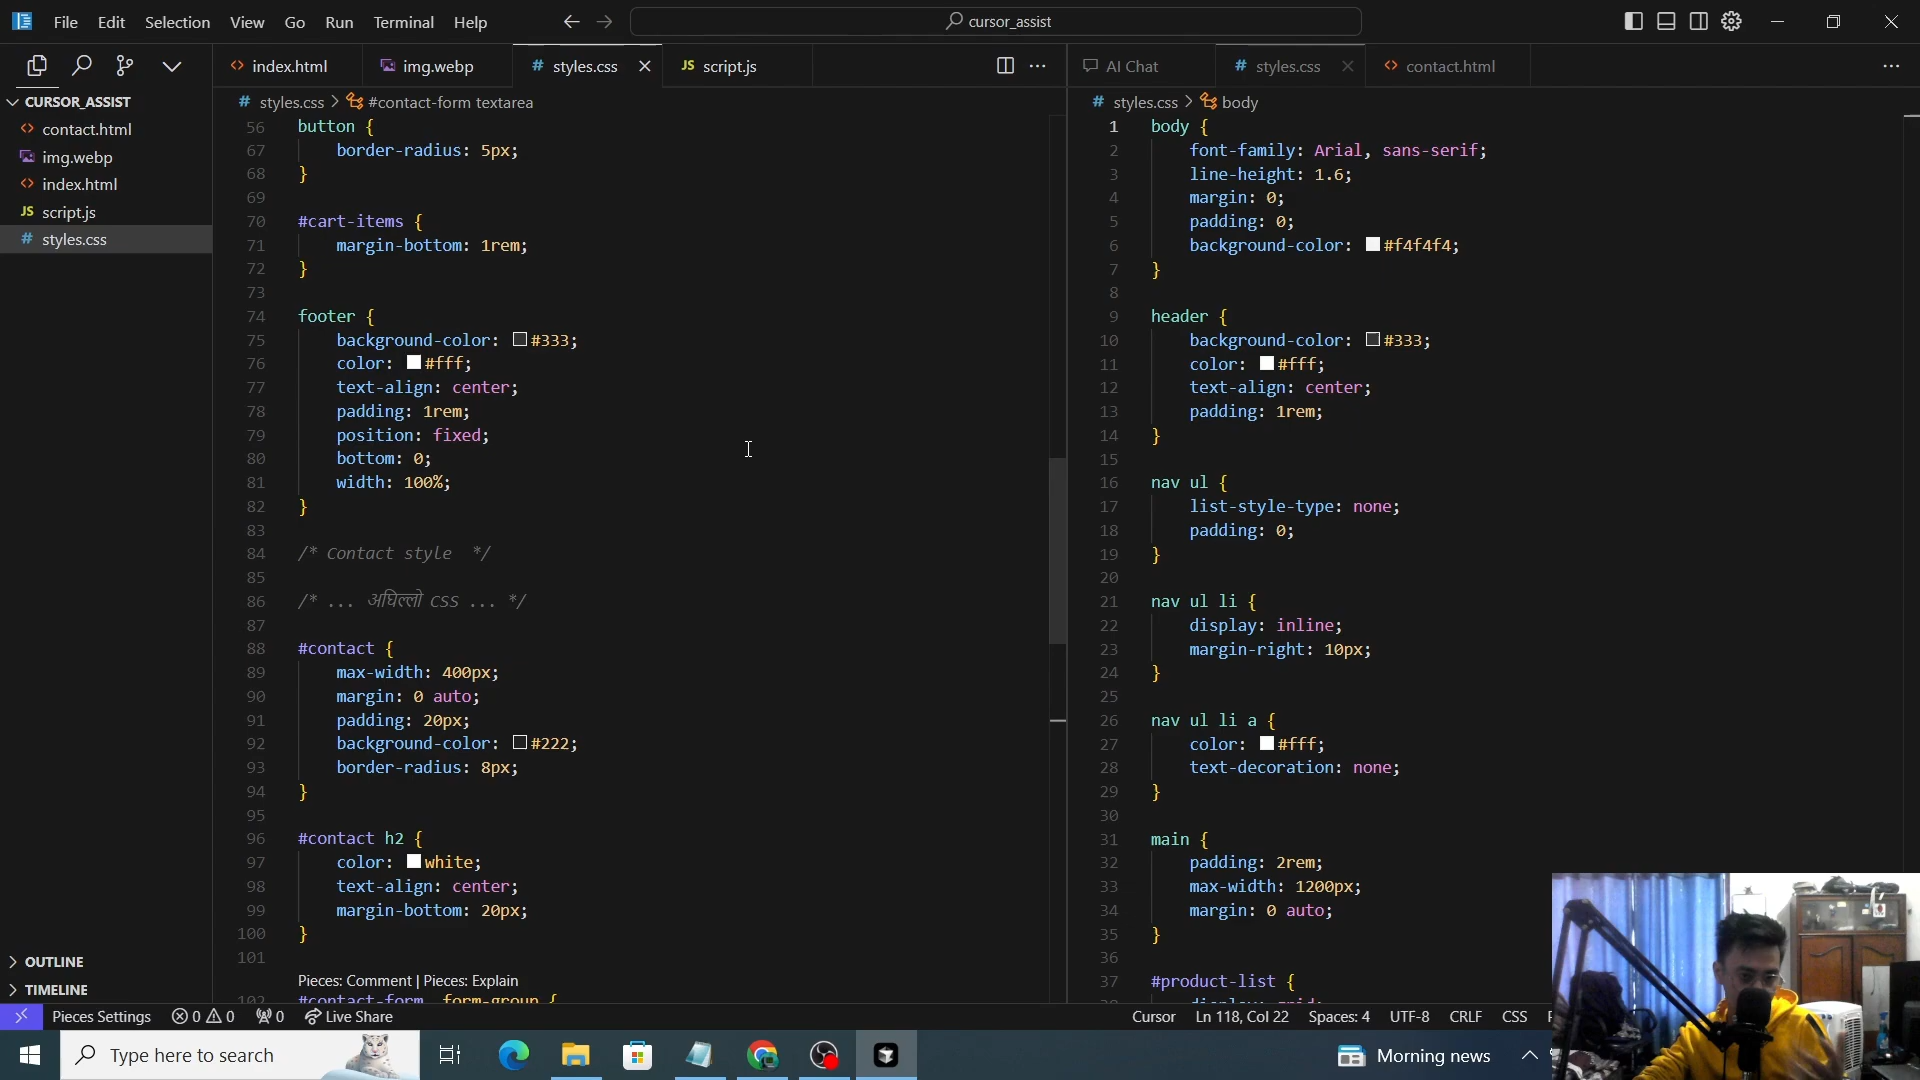 File Edit Selection View Go Run Terminal Help
cursor_assist
index.html
img.webp
styles.css
JS script.js
AI Chat
styles.css
contact.html
CURSOR_ASSIST
contact.html
img.webp
index.html
JS script.js
# styles.css
OUTLINE
TIMELINE
# styles.css > #contact-form textarea
56 button {
67 border-radius: 5px;
68 }
69
70 #cart-items {
71 margin-bottom: 1rem;
72 }
73
74 footer {
75 background-color: #333;
76 color: #fff;
77 text-align: center;
78 padding: 1rem;
79 position: fixed;
80 bottom: 0;
81 width: 100%;
82 }
83
84 /* Contact style */
85
86 /* ... अघिल्लो CSS ... */
87
88 #contact {
89 max-width: 400px;
90 margin: 0 auto;
91 padding: 20px;
92 background-color: #222;
93 border-radius: 8px;
94 }
95
96 #contact h2 {
97 color: white;
98 text-align: center;
99 margin-bottom: 20px;
100 }
101
Pieces: Comment | Pieces: Explain
102 #contact-form .form-group {
# styles.css > body
1 body {
2 font-family: Arial, sans-serif;
3 line-height: 1.6;
4 margin: 0;
5 padding: 0;
6 background-color: #f4f4f4;
7 }
8
9 header {
10 background-color: #333;
11 color: #fff;
12 text-align: center;
13 padding: 1rem;
14 }
15
16 nav ul {
17 list-style-type: none;
18 padding: 0;
19 }
20
21 nav ul li {
22 display: inline;
23 margin-right: 10px;
24 }
25
26 nav ul li a {
27 color: #fff;
28 text-decoration: none;
29 }
30
31 main {
32 padding: 2rem;
33 max-width: 1200px;
34 margin: 0 auto;
35 }
36
37 #product-list {
38 display: grid;
Pieces Settings 0 0 0 Live Share
Cursor Ln 118, Col 22 Spaces: 4 UTF-8 CRLF CSS
Type here to search
Morning news